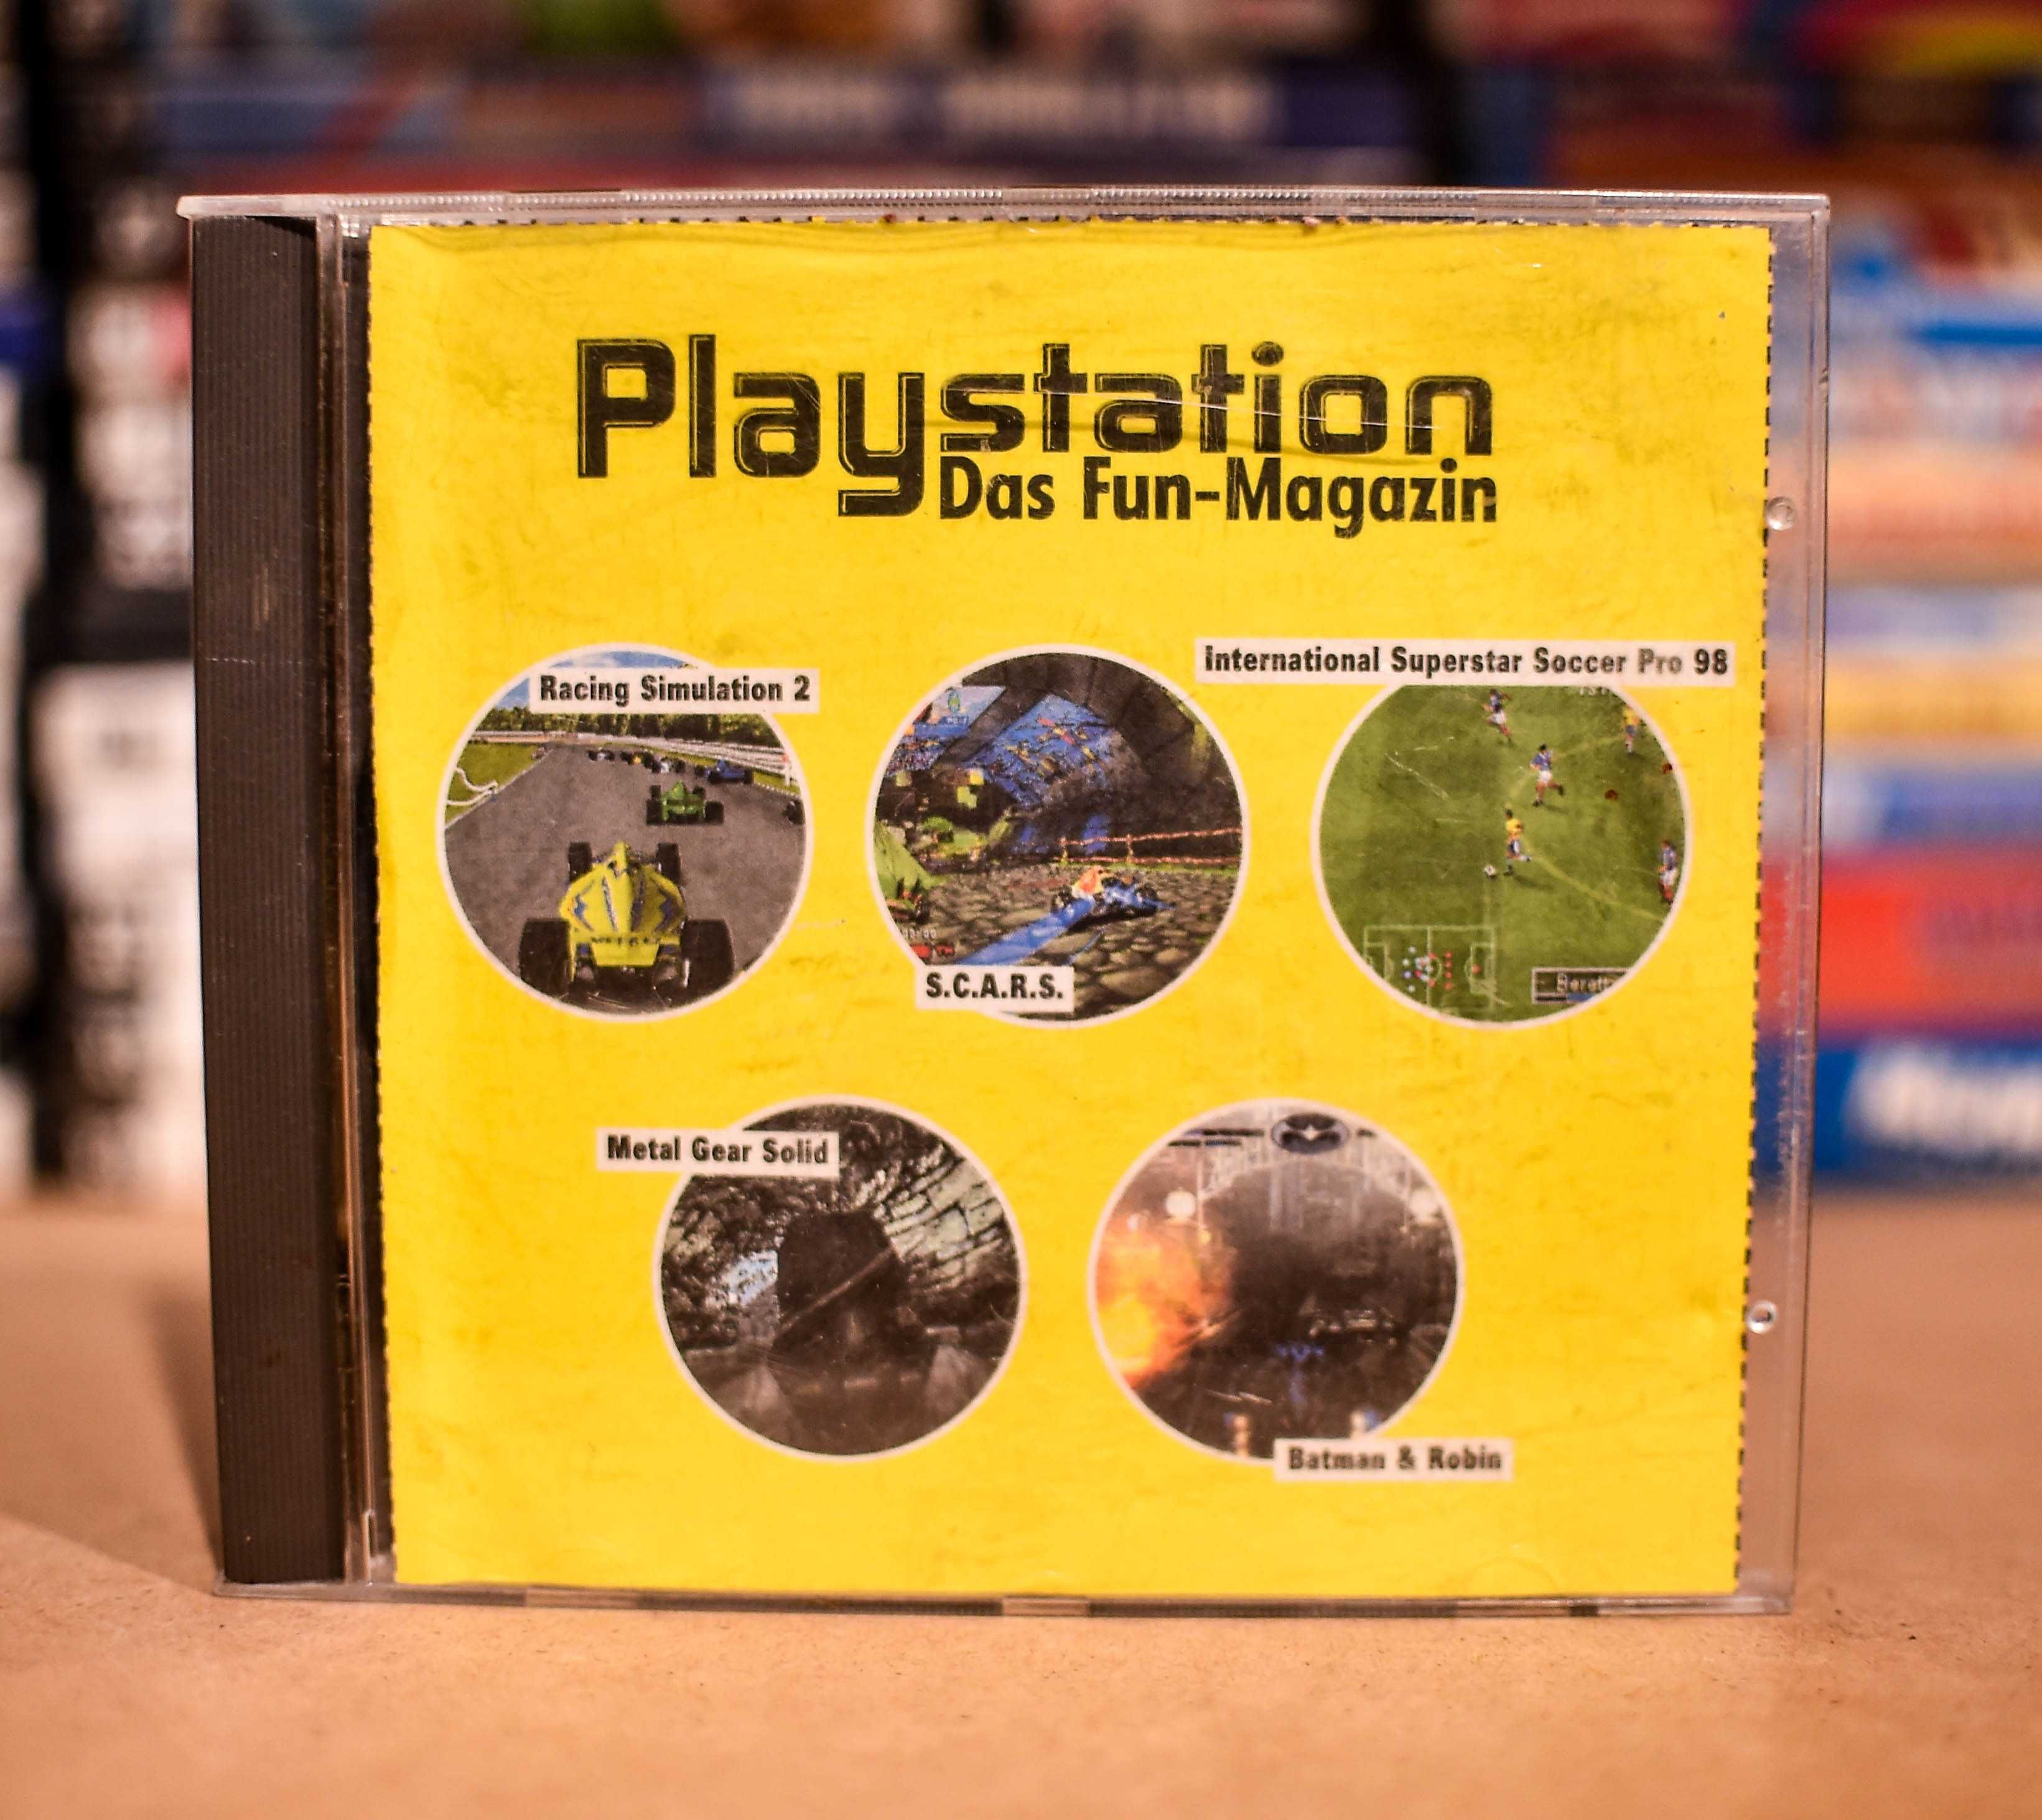 Playstation
Das Fun-Magazin
Racing Simulation 2
S.C.A.R.S.
International Superstar Soccer Pro 98
Metal Gear Solid
Batman & Robin